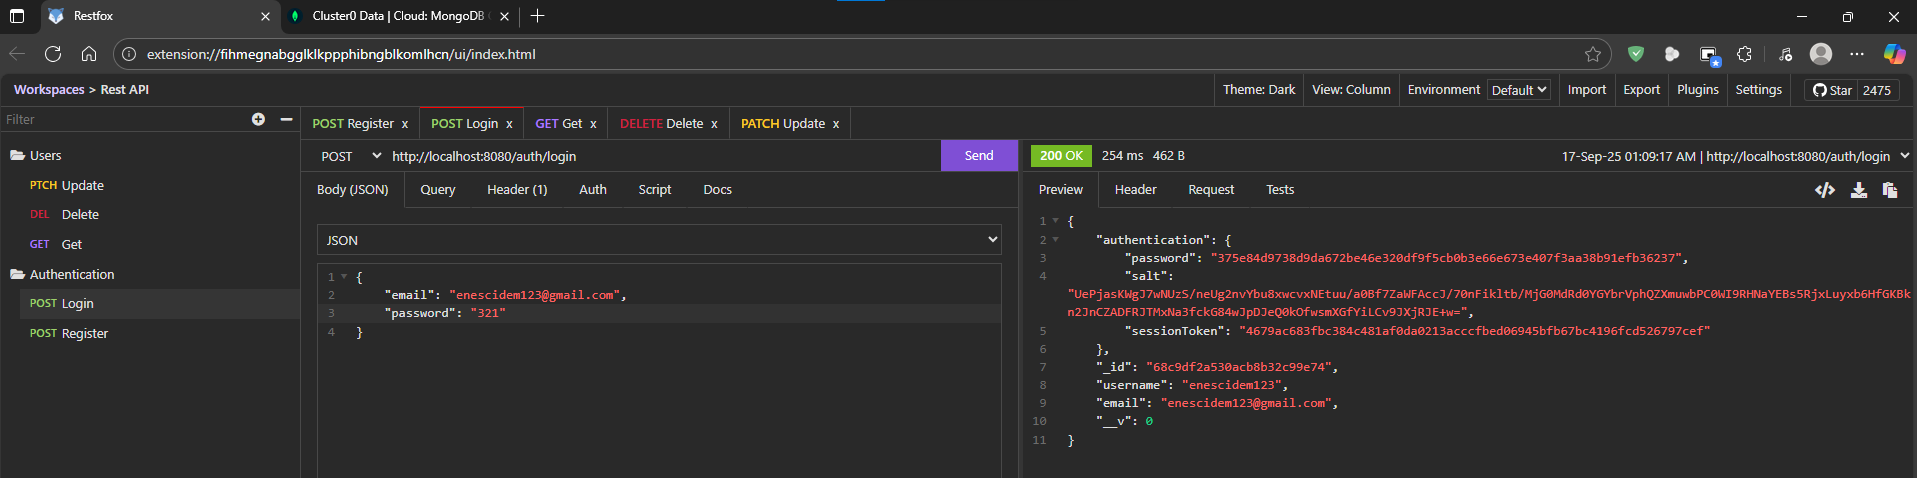 Restfox
Cluster0 Data | Cloud: MongoDB
extension://fihmegnabgglklkppphibngblkomlhcn/ui/index.html
Workspaces > Rest API
Theme: Dark
View: Column
Environment
Default
Import
Export
Plugins
Settings
Star
2475
Filter
POST Register x
POST Login x
GET Get x
DELETE Delete x
PATCH Update x
Users
PTCH Update
DEL Delete
GET Get
Authentication
POST Login
POST Register
POST
http://localhost:8080/auth/login
Send
Body (JSON)
Query
Header (1)
Auth
Script
Docs
JSON
1 {
2 "email": "enescidem123@gmail.com",
3 "password": "321"
4 }
200 OK
254 ms
462 B
17-Sep-25 01:09:17 AM | http://localhost:8080/auth/login
Preview
Header
Request
Tests
1 {
2 "authentication": {
3 "password": "375e84d9738d9da672be46e320df9f5cb0b3e66e673e407f3aa38b91efb36237",
4 "salt":
"UePjasKWgJ7wNUzS/neUg2nvYbu8xwcvxNEtuu/a0Bf7ZaWFAccJ/70nFikltb/MjG0MdRd0YGYbrVphQZXmuwbPC0WI9RHNaYEBs5RjxLuyxb6HfGKBk
n2JnCZADFRJTMxNa3fckG84wJpDJeQ0kOfwsmXGfYiLCv9JXjRJE+w=",
5 "sessionToken": "4679ac683fbc384c481af0da0213acccfbed06945bfb67bc4196fcd526797cef"
6 },
7 "_id": "68c9df2a530acb8b32c99e74",
8 "username": "enescidem123",
9 "email": "enescidem123@gmail.com",
10 "__v": 0
11 }